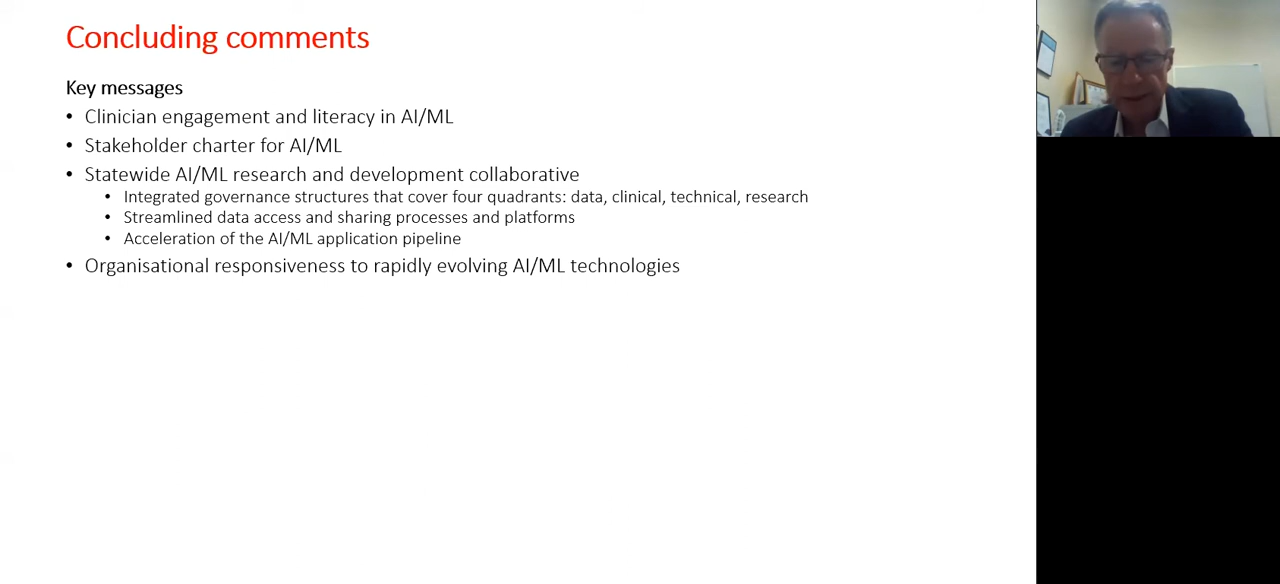 Concluding comments
Key messages
• Clinician engagement and literacy in AI/ML
• Stakeholder charter for AI/ML
• Statewide AI/ML research and development collaborative
• Integrated governance structures that cover four quadrants: data, clinical, technical, research
• Streamlined data access and sharing processes and platforms
• Acceleration of the AI/ML application pipeline
• Organisational responsiveness to rapidly evolving AI/ML technologies